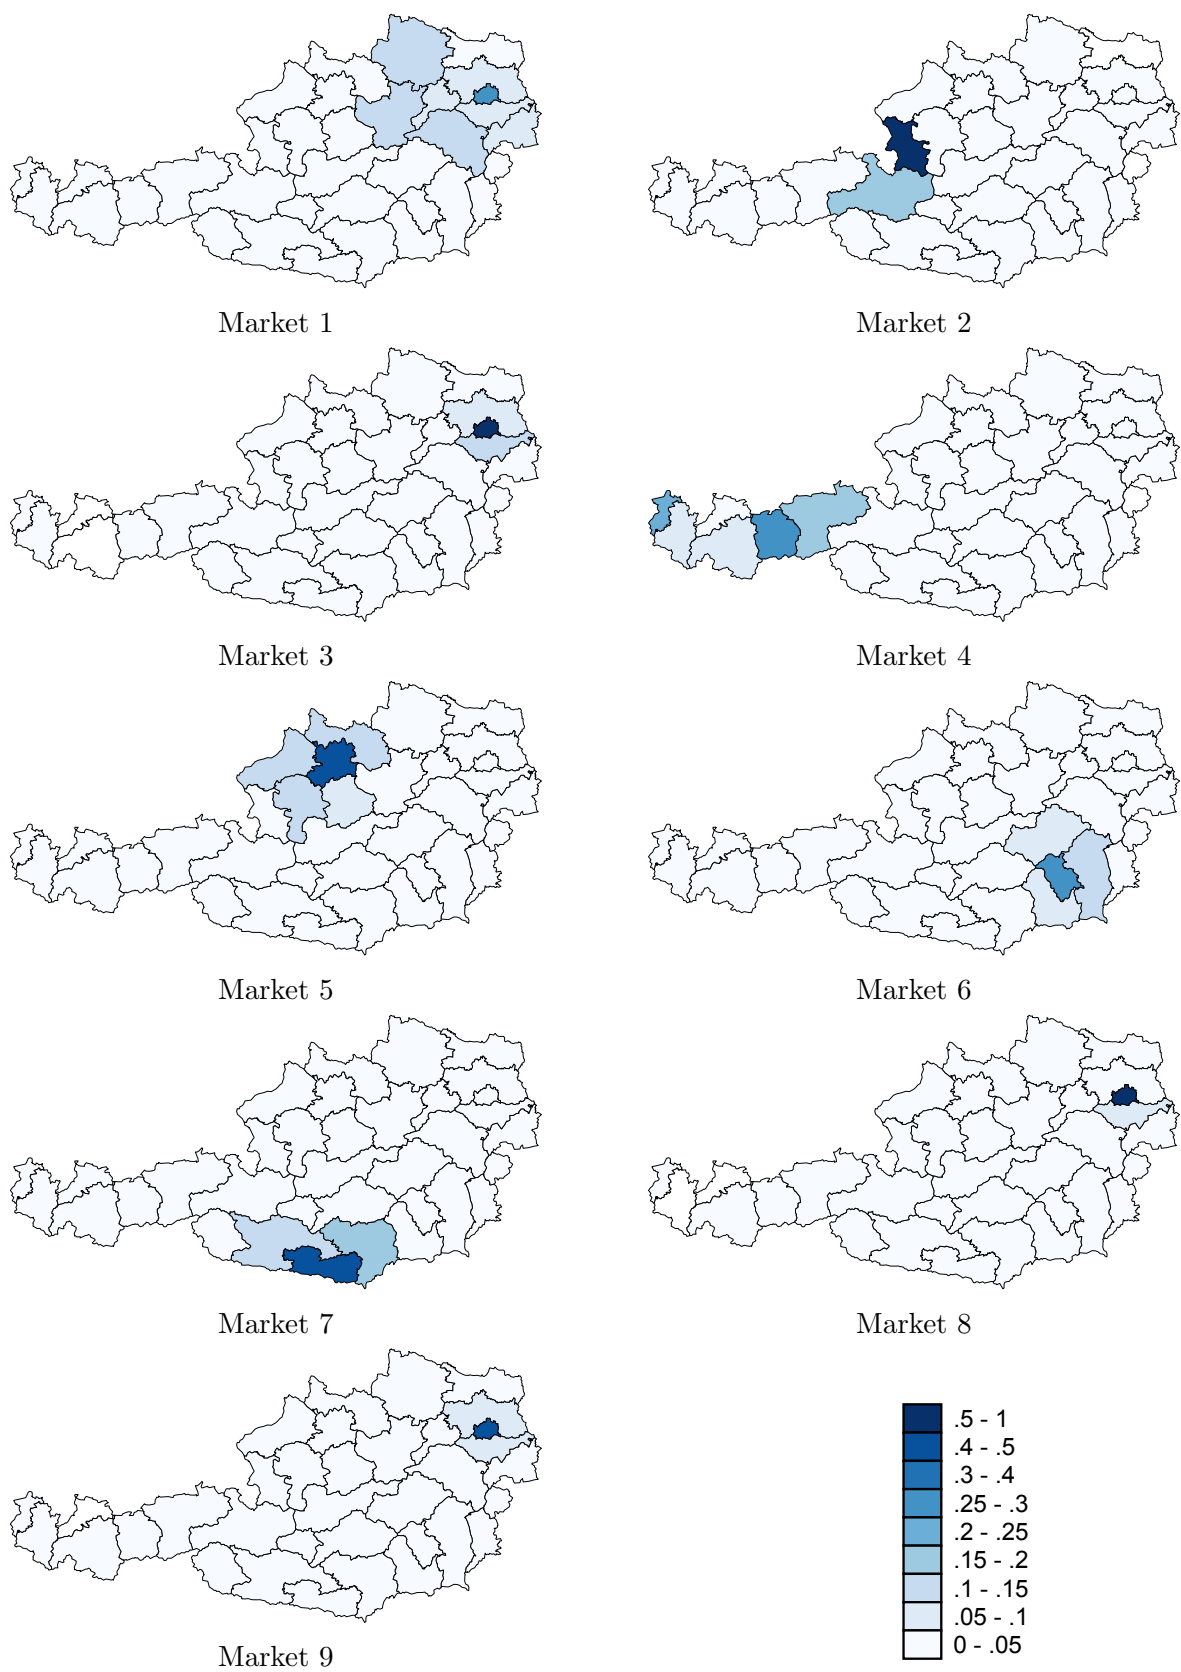 Market 1
Market 2
Market 3
Market 4
Market 5
Market 6
Market 7
Market 8
Market 9
.5 - 1
.4 - .5
.3 - .4
.25 - .3
.2 - .25
.15 - .2
.1 - .15
.05 - .1
0 - .05